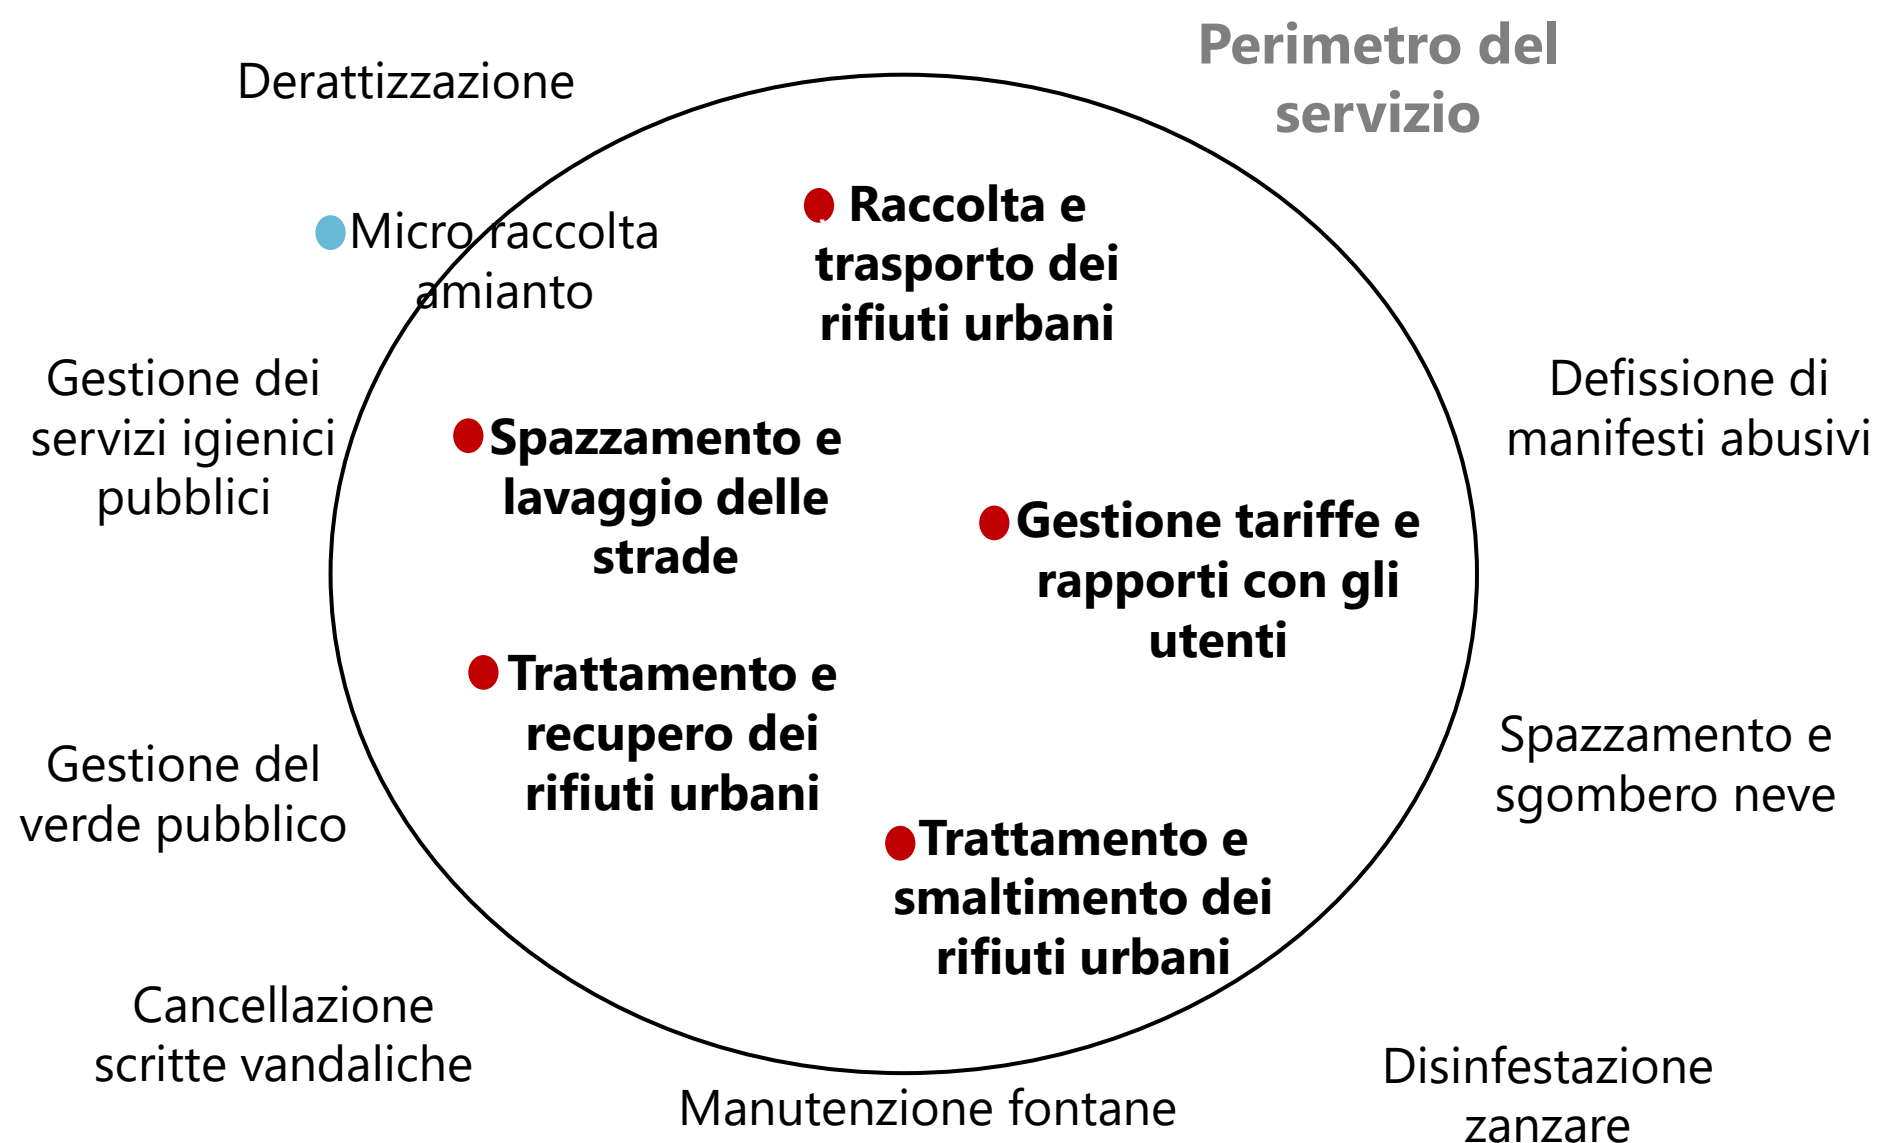 Perimetro del
servizio
Derattizzazione
Micro raccolta
amianto
Raccolta e
trasporto dei
rifiuti urbani
Gestione dei
servizi igienici
pubblici
Spazzamento e
lavaggio delle
strade
Defissione di
manifesti abusivi
Gestione tariffe e
rapporti con gli
utenti
Trattamento e
recupero dei
rifiuti urbani
Gestione del
verde pubblico
Spazzamento e
sgombero neve
Trattamento e
smaltimento dei
rifiuti urbani
Cancellazione
scritte vandaliche
Manutenzione fontane
Disinfestazione
zanzare